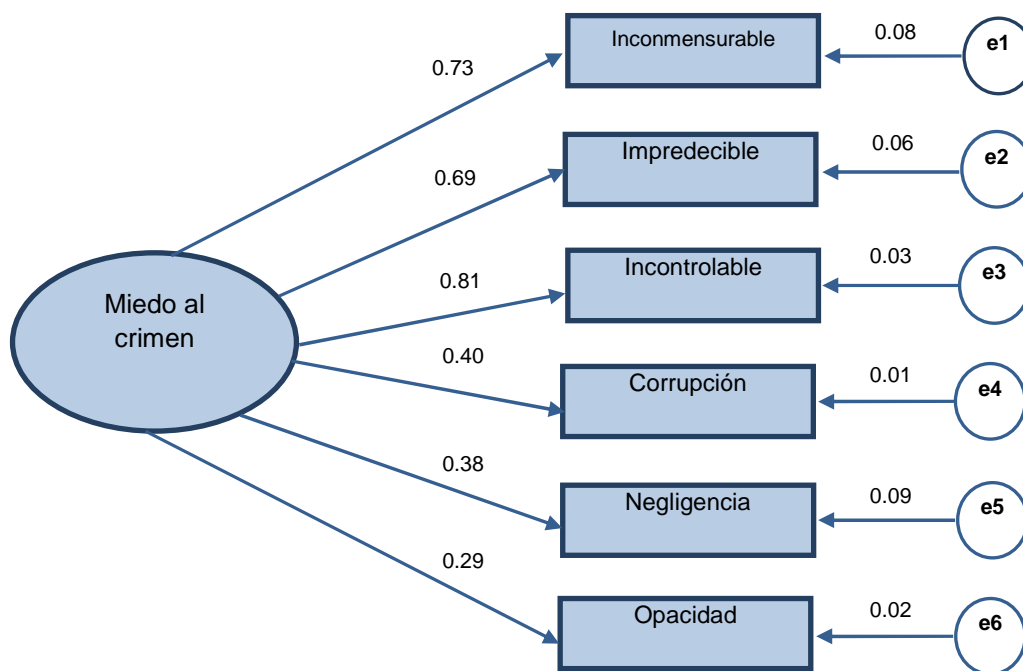 Inconmensurable
0.08
e1
0.73
Impredecible
0.06
e2
0.69
Incontrolable
0.03
e3
0.81
Miedo al
crimen
0.40
Corrupción
0.01
e4
0.38
Negligencia
0.09
e5
0.29
Opacidad
0.02
e6